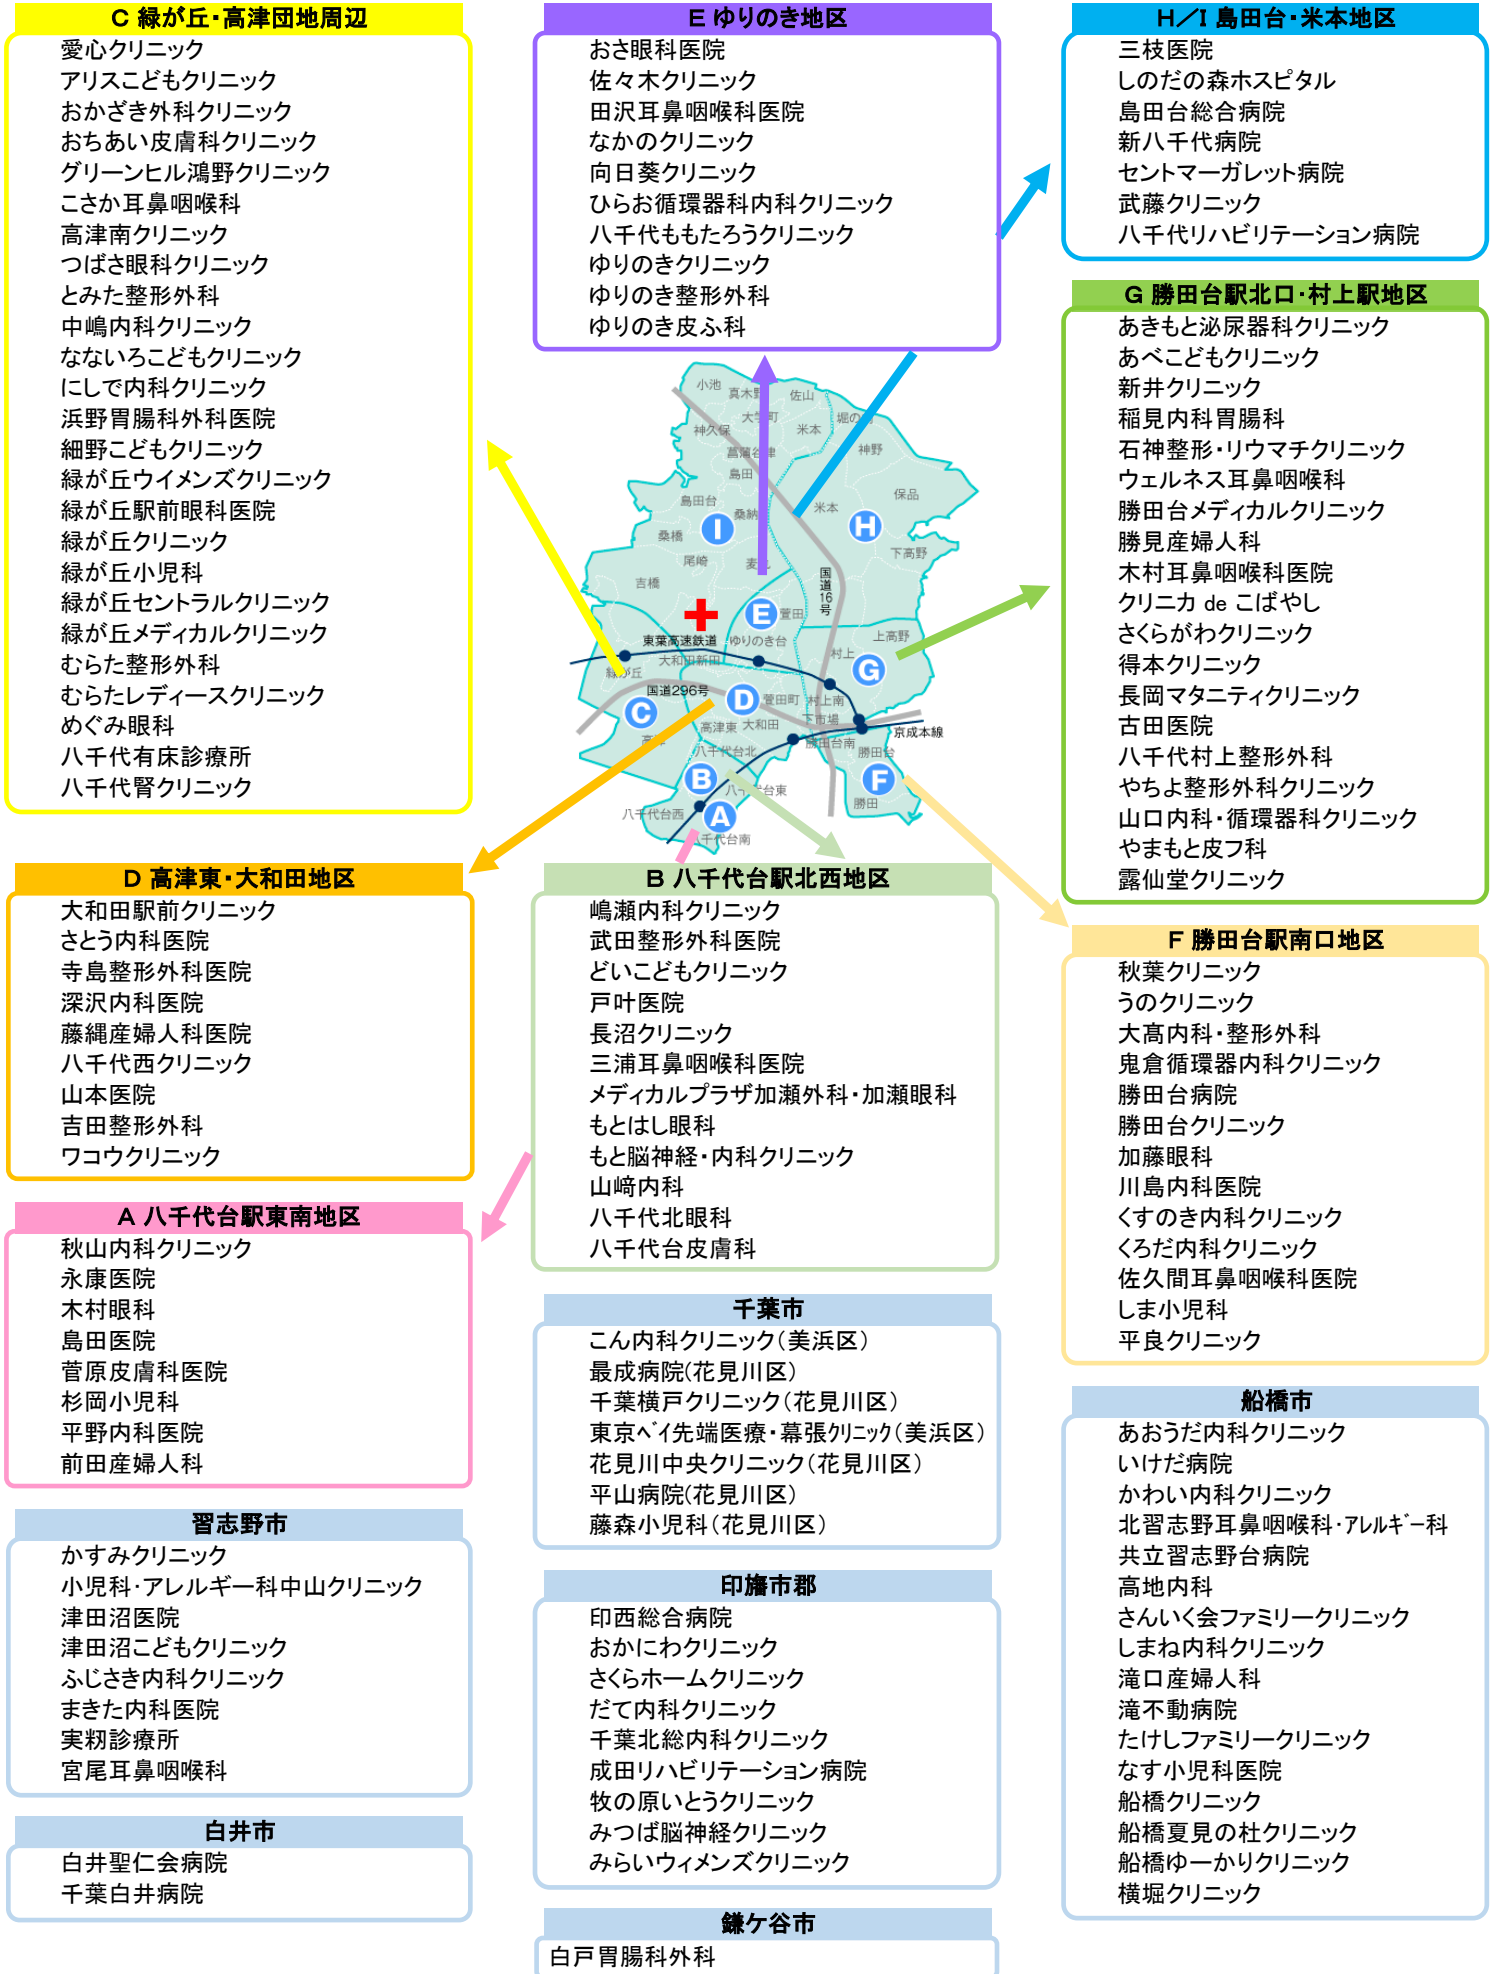 C 緑が丘・高津団地周辺
愛心クリニック
アリスこどもクリニック
おかざき外科クリニック
おちあい皮膚科クリニック
グリーンヒル鴻野クリニック
こさか耳鼻咽喉科
高津南クリニック
つばさ眼科クリニック
とみた整形外科
中嶋内科クリニック
なないろこどもクリニック
にしで内科クリニック
浜野胃腸科外科医院
細野こどもクリニック
緑が丘ウイメンズクリニック
緑が丘駅前眼科医院
緑が丘クリニック
緑が丘小児科
緑が丘セントラルクリニック
緑が丘メディカルクリニック
むらた整形外科
むらたレディースクリニック
めぐみ眼科
八千代有床診療所
八千代腎クリニック
E ゆりのき地区
おさ眼科医院
佐々木クリニック
田沢耳鼻咽喉科医院
なかのクリニック
向日葵クリニック
ひらお循環器科内科クリニック
八千代ももたろうクリニック
ゆりのきクリニック
ゆりのき整形外科
ゆりのき皮ふ科
H／I 島田台・米本地区
三枝医院
しのだの森ホスピタル
島田台総合病院
新八千代病院
セントマーガレット病院
武藤クリニック
八千代リハビリテーション病院
G 勝田台駅北口・村上駅地区
あきもと泌尿器科クリニック
あべこどもクリニック
新井クリニック
稲見内科胃腸科
石神整形・リウマチクリニック
ウェルネス耳鼻咽喉科
勝田台メディカルクリニック
勝見産婦人科
木村耳鼻咽喉科医院
クリニカ de こばやし
さくらがわクリニック
得本クリニック
長岡マタニティクリニック
古田医院
八千代村上整形外科
やちよ整形外科クリニック
山口内科・循環器科クリニック
やまもと皮フ科
露仙堂クリニック
小池
佐山
神久保
米本
神野
島田
保品
島田台
桑納
米本
I
H
桑橋
尾崎
下高野
吉橋
国道16号
E
萱田
東葉高速鉄道
ゆりのき台
上高野
大和田新田
村上
緑が丘
G
国道296号
D
萱田町
村上南
C
高津東
大和田
下市場
京成本線
八千代台北
勝田台南
勝田台
B
八千代台東
F
八千代台西
A
勝田
八千代台南
D 高津東・大和田地区
大和田駅前クリニック
さとう内科医院
寺島整形外科医院
深沢内科医院
藤縄産婦人科医院
八千代西クリニック
山本医院
吉田整形外科
ワコウクリニック
B 八千代台駅北西地区
嶋瀬内科クリニック
武田整形外科医院
どいこどもクリニック
戸叶医院
長沼クリニック
三浦耳鼻咽喉科医院
メディカルプラザ加瀬外科・加瀬眼科
もとはし眼科
もと脳神経・内科クリニック
山﨑内科
八千代北眼科
八千代台皮膚科
F 勝田台駅南口地区
秋葉クリニック
うのクリニック
大髙内科・整形外科
鬼倉循環器内科クリニック
勝田台病院
勝田台クリニック
加藤眼科
川島内科医院
くすのき内科クリニック
くろだ内科クリニック
佐久間耳鼻咽喉科医院
しま小児科
平良クリニック
A 八千代台駅東南地区
秋山内科クリニック
永康医院
木村眼科
島田医院
菅原皮膚科医院
杉岡小児科
平野内科医院
前田産婦人科
千葉市
こん内科クリニック（美浜区）
最成病院(花見川区）
千葉横戸クリニック（花見川区）
東京ﾍﾞｲ先端医療・幕張ｸﾘﾆｯｸ（美浜区）
花見川中央クリニック（花見川区）
平山病院(花見川区）
藤森小児科（花見川区）
船橋市
あおうだ内科クリニック
いけだ病院
かわい内科クリニック
北習志野耳鼻咽喉科･ｱﾚﾙｷﾞｰ科
共立習志野台病院
高地内科
さんいく会ファミリークリニック
しまね内科クリニック
滝口産婦人科
滝不動病院
たけしファミリークリニック
なす小児科医院
船橋クリニック
船橋夏見の杜クリニック
船橋ゆーかりクリニック
横堀クリニック
習志野市
かすみクリニック
小児科･アレルギー科中山クリニック
津田沼医院
津田沼こどもクリニック
ふじさき内科クリニック
まきた内科医院
実籾診療所
宮尾耳鼻咽喉科
印旛市郡
印西総合病院
おかにわクリニック
さくらホームクリニック
だて内科クリニック
千葉北総内科クリニック
成田リハビリテーション病院
牧の原いとうクリニック
みつば脳神経クリニック
みらいウィメンズクリニック
白井市
白井聖仁会病院
千葉白井病院
鎌ケ谷市
白戸胃腸科外科